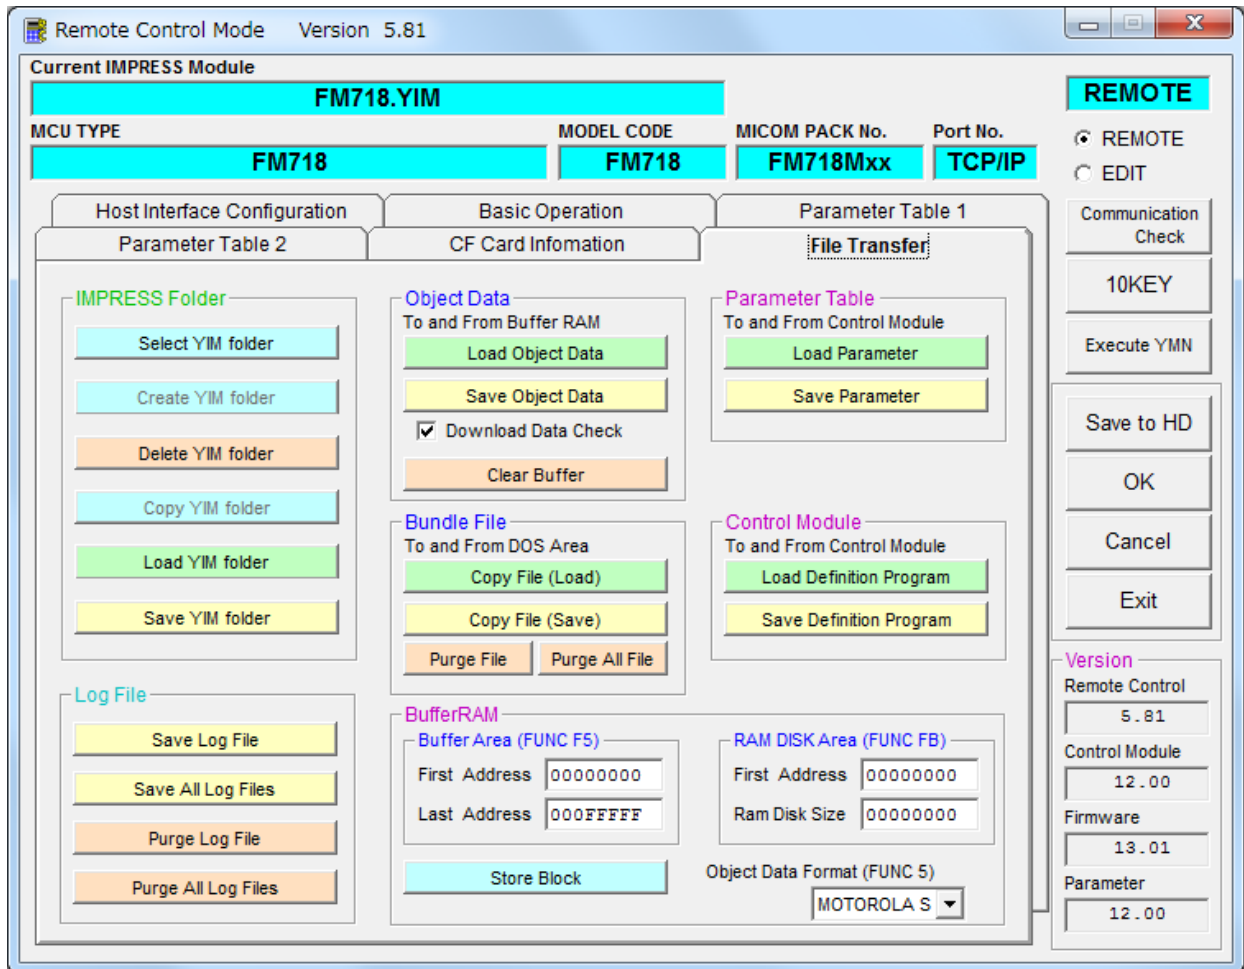 Remote Control Mode Version 5.81
Current IMPRESS Module
FM718.YIM
REMOTE
MCU TYPE
MODEL CODE
MICOM PACK No.
Port No.
FM718
FM718
FM718Mxx
TCP/IP
REMOTE
EDIT
Host Interface Configuration
Basic Operation
Parameter Table 1
Parameter Table 2
CF Card Infomation
File Transfer
Communication
Check
10KEY
Execute YMN
Save to HD
OK
Cancel
Exit
IMPRESS Folder
Select YIM folder
Create YIM folder
Delete YIM folder
Copy YIM folder
Load YIM folder
Save YIM folder
Log File
Save Log File
Save All Log Files
Purge Log File
Purge All Log Files
Object Data
To and From Buffer RAM
Load Object Data
Save Object Data
Download Data Check
Clear Buffer
Bundle File
To and From DOS Area
Copy File (Load)
Copy File (Save)
Purge File
Purge All File
Parameter Table
To and From Control Module
Load Parameter
Save Parameter
Control Module
To and From Control Module
Load Definition Program
Save Definition Program
BufferRAM
Buffer Area (FUNC F5)
First Address 00000000
Last Address 000FFFFF
Store Block
RAM DISK Area (FUNC FB)
First Address 00000000
Ram Disk Size 00000000
Object Data Format (FUNC 5)
MOTOROLA S
Version
Remote Control
5.81
Control Module
12.00
Firmware
13.01
Parameter
12.00